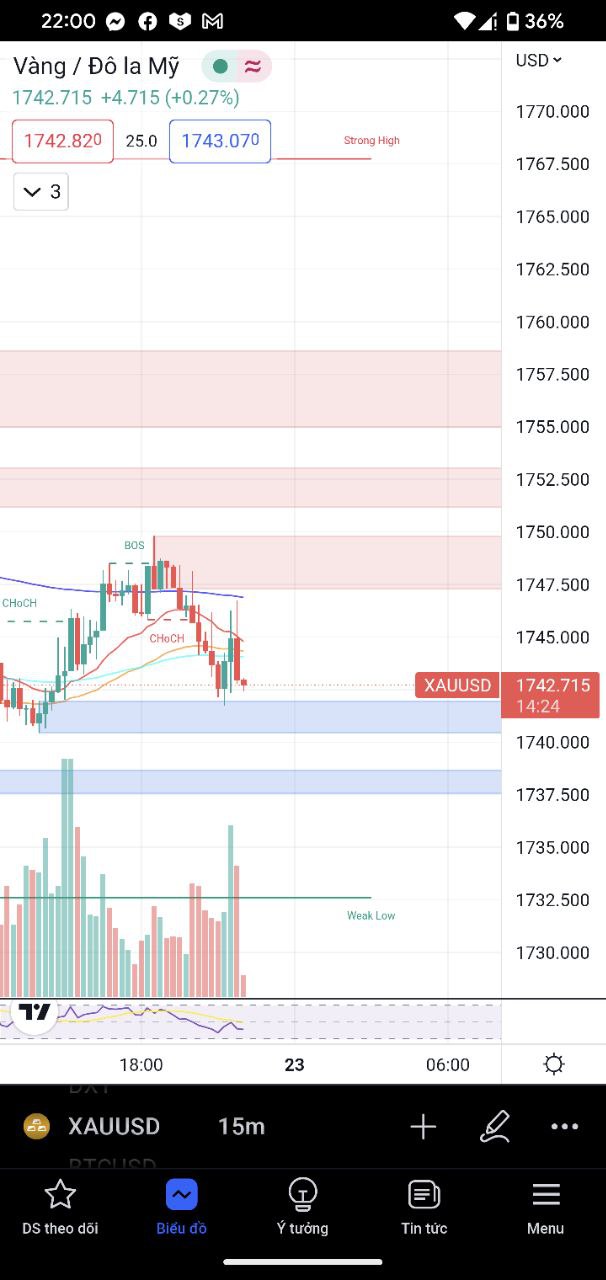 22:00
36%
Vàng / Đô la Mỹ
USD
1742.715 +4.715 (+0.27%)
1742.820
25.0
1743.070
3
Strong High
1770.000
1767.500
1765.000
1762.500
1760.000
1757.500
1755.000
1752.500
1750.000
1747.500
1745.000
BOS
CHoCH
CHoCH
XAUUSD
1742.715
14:24
1740.000
1737.500
1735.000
1732.500
1730.000
Weak Low
18:00
23
06:00
DXY
XAUUSD
15m
BTCUSD
DS theo dõi
Biểu đồ
Ý tưởng
Tin tức
Menu